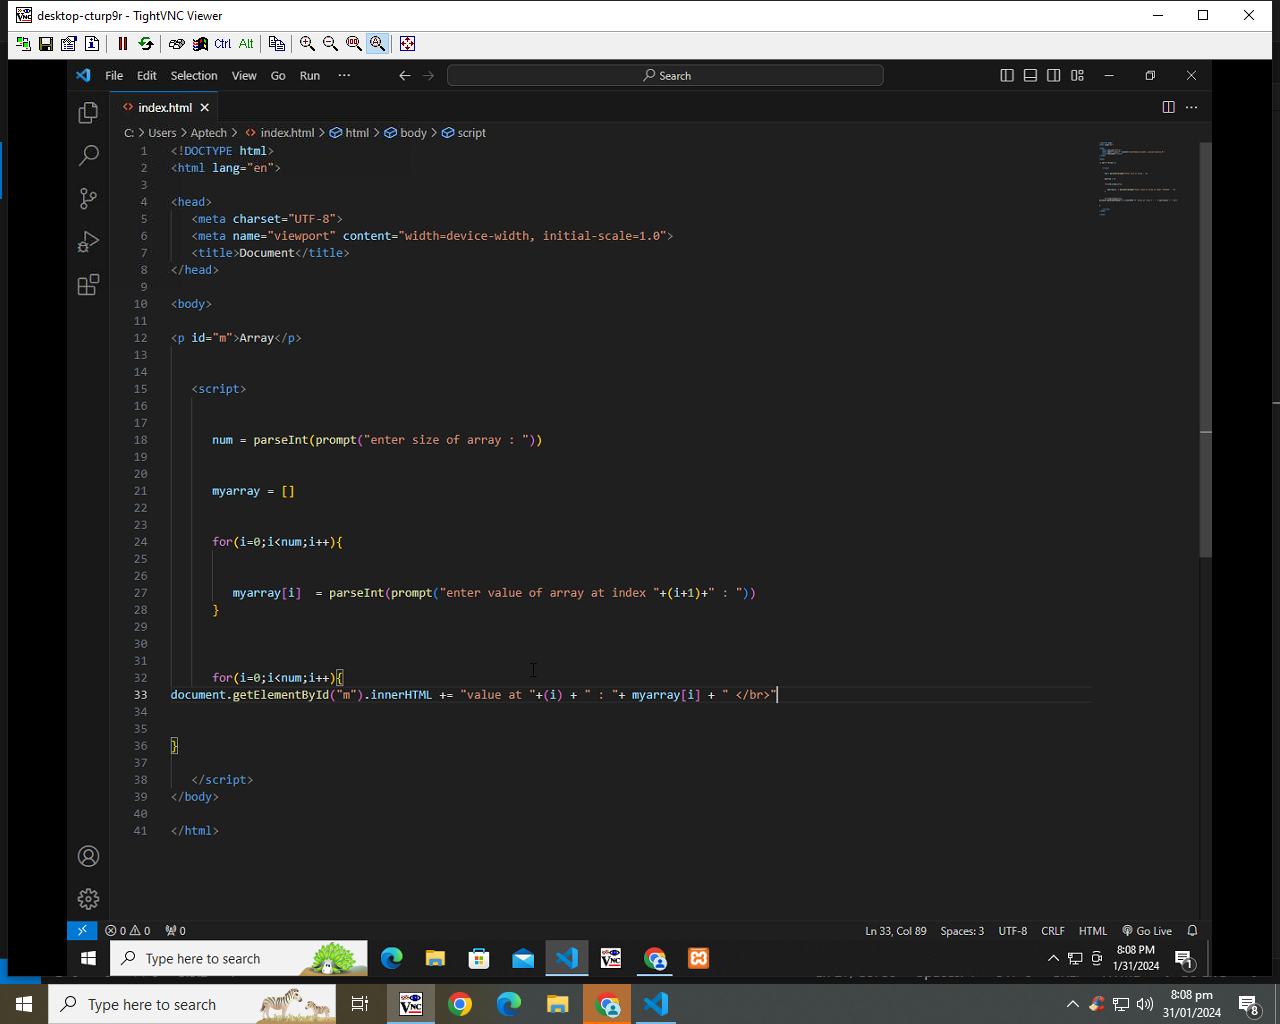 desktop-cturp9r - TightVNC Viewer
Ctrl Alt
File Edit Selection View Go Run ··· Search
index.html
C: > Users > Aptech > index.html > html > body > script
1 <!DOCTYPE html>
2 <html lang="en">
3
4 <head>
5 <meta charset="UTF-8">
6 <meta name="viewport" content="width=device-width, initial-scale=1.0">
7 <title>Document</title>
8 </head>
9
10 <body>
11
12 <p id="m">Array</p>
13
14
15 <script>
16
17
18 num = parseInt(prompt("enter size of array : "))
19
20
21 myarray = []
22
23
24 for(i=0;i<num;i++){
25
26
27 myarray[i]  = parseInt(prompt("enter value of array at index "+(i+1)+" : "))
28 }
29
30
31
32 for(i=0;i<num;i++){
33 document.getElementById("m").innerHTML += "value at "+(i) + " : "+ myarray[i] + " </br>"
34
35
36 }
37
38 </script>
39 </body>
40
41 </html>
0 0 0 Ln 33, Col 89 Spaces: 3 UTF-8 CRLF HTML Go Live
Type here to search
8:08 PM
1/31/2024
1
Type here to search
8:08 pm
31/01/2024
8